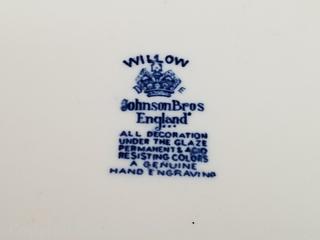 WILLOW
JohnsonBros
England
ALL DECORATION
UNDER THE GLAZE
PERMANENT & ACID
RESISTING COLORS
A GENUINE
HAND ENGRAVING